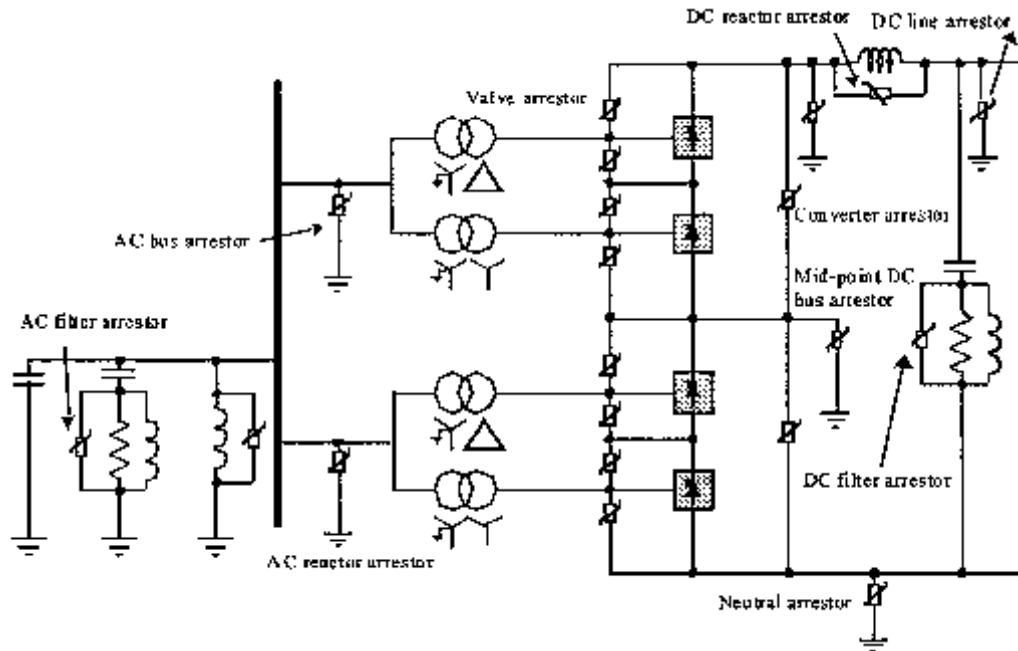 DC reactor arrestor
DC line arrestor
Valve arrestor
AC bus arrestor
Converter arrestor
Mid-point DC
bus arrestor
AC filter arrestor
DC filter arrestor
AC reactor arrestor
Neutral arrestor